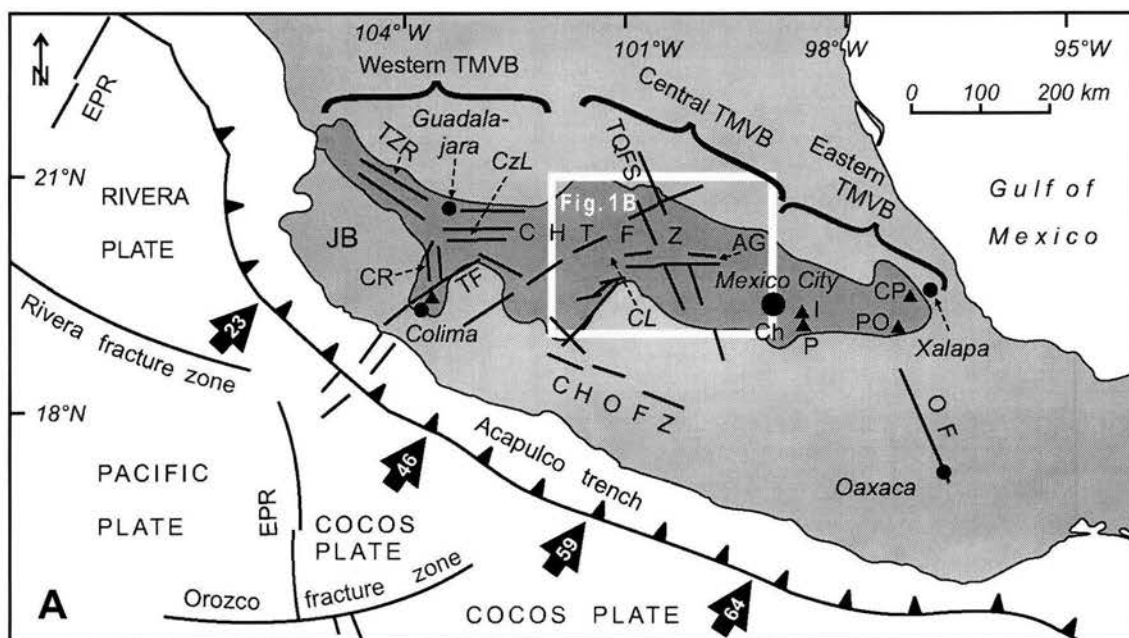 104°W
101°W
98°W
95°W
N
EPR
Western TMVB
Central TMVB
Eastern
TMVB
0 100 200 km
Guadala-
jara
TZR
CzL
TQFS
21°N
Fig. 1B
Gulf of
Mexico
RIVERA
PLATE
JB
C H T F Z
AG
Mexico City
CR
TF
CL
CP
I
Colima
Ch
P
PO
Xalapa
23
Rivera fracture zone
C H O F Z
18°N
O F
46
Acapulco trench
Oaxaca
PACIFIC
PLATE
EPR
COCOS
PLATE
59
64
A
Orozco fracture zone
COCOS PLATE